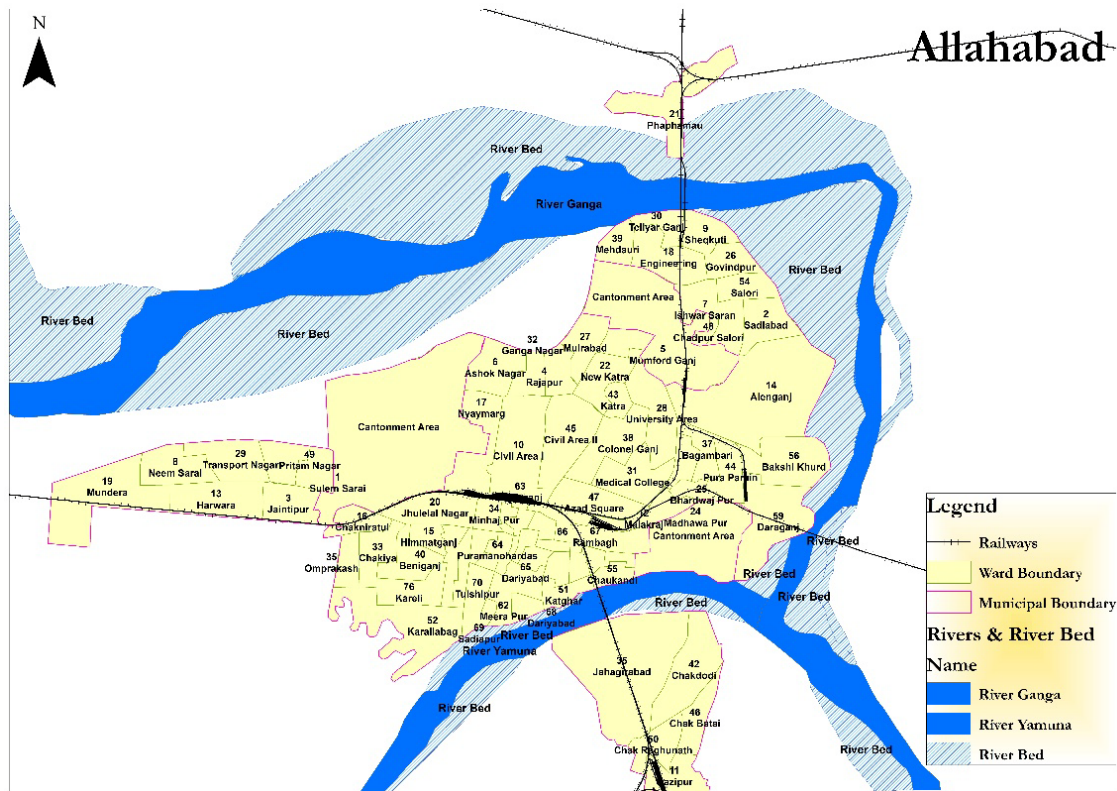 N
Allahabad
21
Phaphamau
River Bed
River Ganga
30
Teliyar Ganj
9
Sheokuti
39
Mehdauri
18
Engineering
26
Govindpur
River Bed
54
Salori
Cantonment Area
7
Ishwar Saran
2
Sadiabad
48
Chadpur Salori
River Bed
River Bed
32
Ganga Nagar
27
Muirabad
5
Mumford Ganj
6
Ashok Nagar
4
Rajapur
22
New Katra
14
Alenganj
17
Nyaymarg
43
Katra
28
University Area
Cantonment Area
10
Civil Area I
45
Civil Area II
38
Colonel Ganj
37
Bagambari
56
Bakshi Khurd
8
Neem Sarai
29
Transport Nagar
49
Pritam Nagar
1
Sulem Sarai
31
Medical College
44
Pura Pandin
19
Mundera
13
Harwara
3
Jaintipur
63
47
Azad Square
25
Bhardwaj Pur
20
Jhulelal Nagar
34
Minhaj Pur
16
Chakniratul
Malakraj
24
Madhawa Pur
Cantonment Area
59
Daraganj
15
Himmatganj
66
67
Rambagh
33
Chakiya
40
Beniganj
64
Puramanohardas
35
Omprakash
65
Dariyabad
55
Chaukandi
River Bed
River Bed
River Bed
76
Kareli
70
Tulshipur
51
Katghar
River Bed
62
Meera Pur
58
Dariyabad
52
Karallabag
69
Sadiapur
River Bed
River Yamuna
35
Jahagirabad
42
Chakdodi
River Bed
46
Chak Batai
50
Chak Raghunath
River Bed
11
Legend
Railways
Ward Boundary
Municipal Boundary
Rivers & River Bed
Name
River Ganga
River Yamuna
River Bed